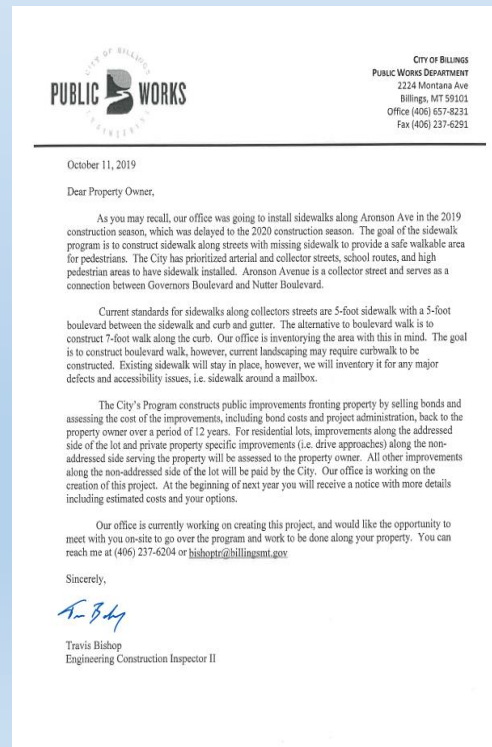 CITY OF BILLINGS
PUBLIC WORKS
ENGINEERING
CITY OF BILLINGS
PUBLIC WORKS DEPARTMENT
2224 Montana Ave
Billings, MT 59101
Office (406) 657-8231
Fax (406) 237-6291
October 11, 2019
Dear Property Owner,
As you may recall, our office was going to install sidewalks along Aronson Ave in the 2019
construction season, which was delayed to the 2020 construction season. The goal of the sidewalk
program is to construct sidewalk along streets with missing sidewalk to provide a safe walkable area
for pedestrians. The City has prioritized arterial and collector streets, school routes, and high
pedestrian areas to have sidewalk installed. Aronson Avenue is a collector street and serves as a
connection between Governors Boulevard and Nutter Boulevard.
Current standards for sidewalks along collectors streets are 5-foot sidewalk with a 5-foot
boulevard between the sidewalk and curb and gutter. The alternative to boulevard walk is to
construct 7-foot walk along the curb. Our office is inventorying the area with this in mind. The goal
is to construct boulevard walk, however, current landscaping may require curbwalk to be
constructed. Existing sidewalk will stay in place, however, we will inventory it for any major
defects and accessibility issues, i.e. sidewalk around a mailbox.
The City's Program constructs public improvements fronting property by selling bonds and
assessing the cost of the improvements, including bond costs and project administration, back to the
property owner over a period of 12 years. For residential lots, improvements along the addressed
side of the lot and private property specific improvements (i.e. drive approaches) along the non-
addressed side serving the property will be assessed to the property owner. All other improvements
along the non-addressed side of the lot will be paid by the City. Our office is working on the
creation of this project. At the beginning of next year you will receive a notice with more details
including estimated costs and your options.
Our office is currently working on creating this project, and would like the opportunity to
meet with you on-site to go over the program and work to be done along your property. You can
reach me at (406) 237-6204 or bishoptr@billingsmt.gov
Sincerely,
Travis Bishop
Engineering Construction Inspector II